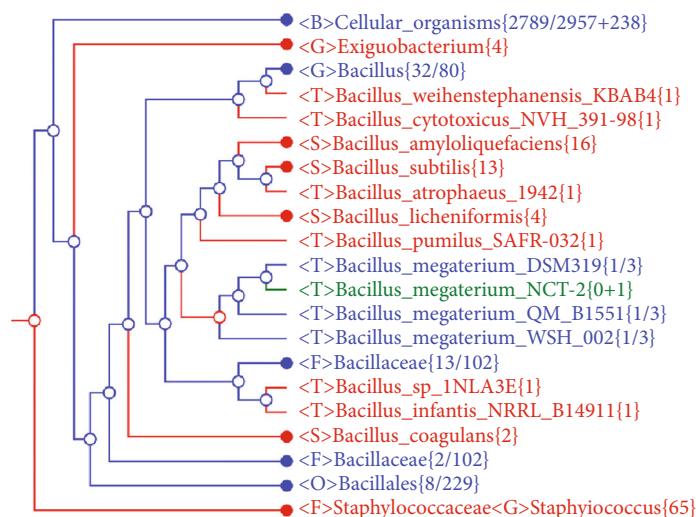 <B>Cellular_organisms{2789/2957+238}
<G>Exiguobacterium{4}
<G>Bacillus{32/80}
<T>Bacillus_weihenstephanensis_KBAB4{1}
<T>Bacillus_cytotoxicus_NVH_391-98{1}
<S>Bacillus_amyloliquefaciens{16}
<S>Bacillus_subtilis{13}
<T>Bacillus_atrophaeus_1942{1}
<S>Bacillus_licheniformis{4}
<T>Bacillus_pumilus_SAFR-032{1}
<T>Bacillus_megaterium_DSM319{1/3}
<T>Bacillus_megaterium_NCT-2{0+1}
<T>Bacillus_megaterium_QM_B1551{1/3}
<T>Bacillus_megaterium_WSH_002{1/3}
<F>Bacillaceae{13/102}
<T>Bacillus_sp_1NLA3E{1}
<T>Bacillus_infantis_NRRL_B14911{1}
<S>Bacillus_coagulans{2}
<F>Bacillaceae{2/102}
<O>Bacillales{8/229}
<F>Staphylococcaceae<G>Staphyiococcus{65}